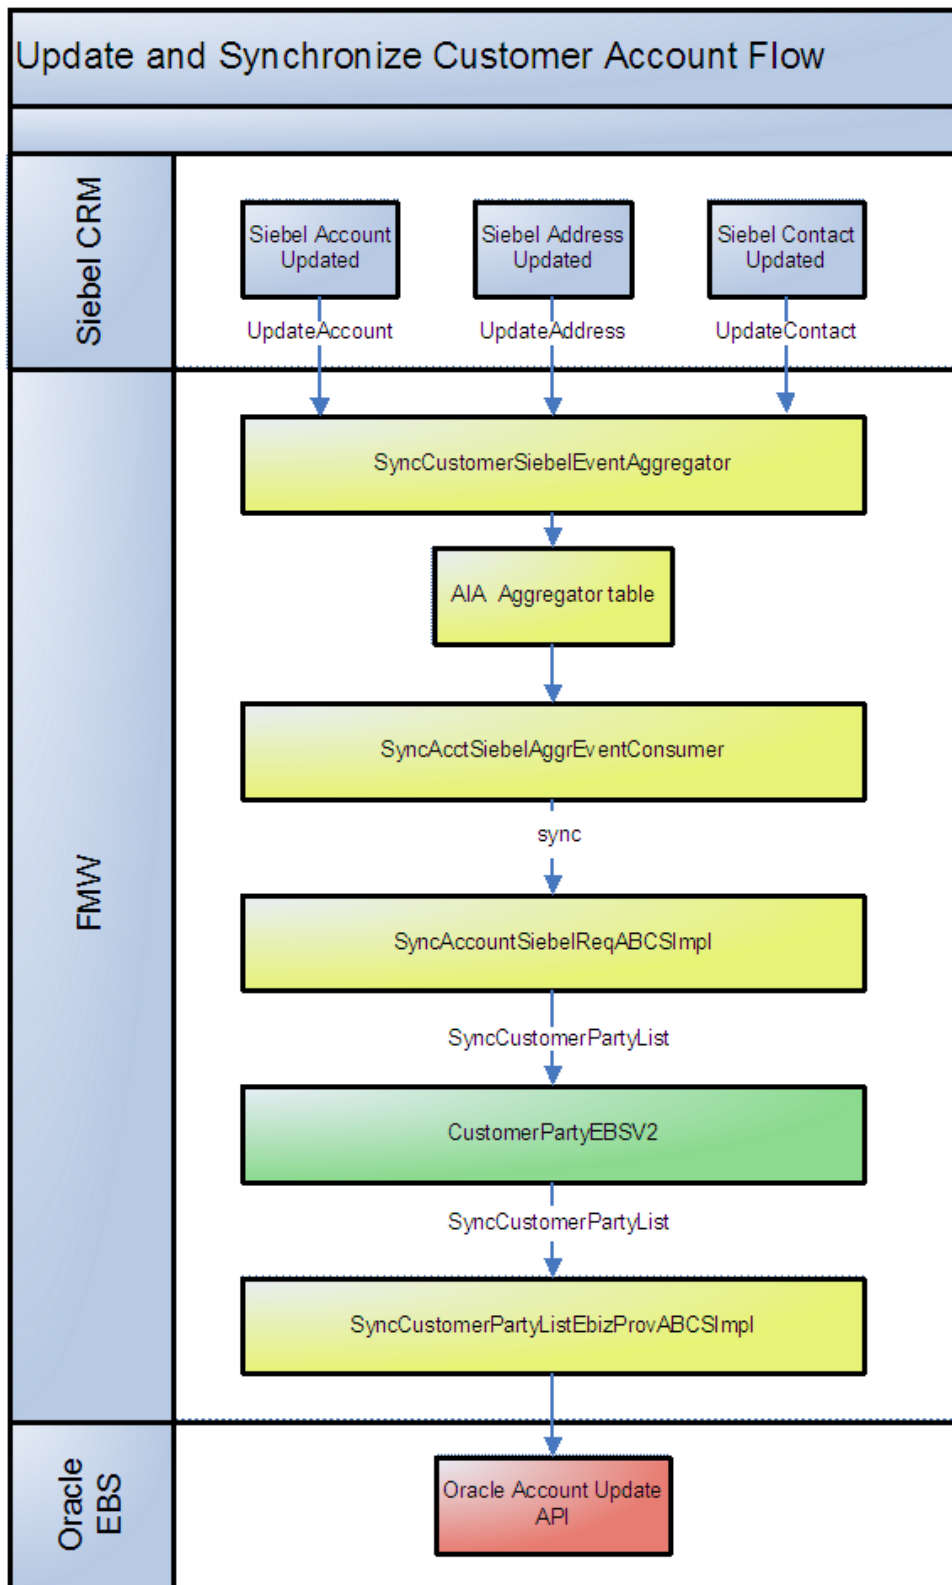 Update and Synchronize Customer Account Flow
Siebel CRM
Siebel Account
Updated
Siebel Address
Updated
Siebel Contact
Updated
UpdateAccount
UpdateAddress
UpdateContact
FMW
SyncCustomerSiebelEventAggregator
AIA Aggregator table
SyncAcctSiebelAggrEventConsumer
sync
SyncAccountSiebelReqABCSImpl
SyncCustomerPartyList
CustomerPartyEBSV2
SyncCustomerPartyList
SyncCustomerPartyListEbizProvABCSImpl
Oracle
EBS
Oracle Account Update
API